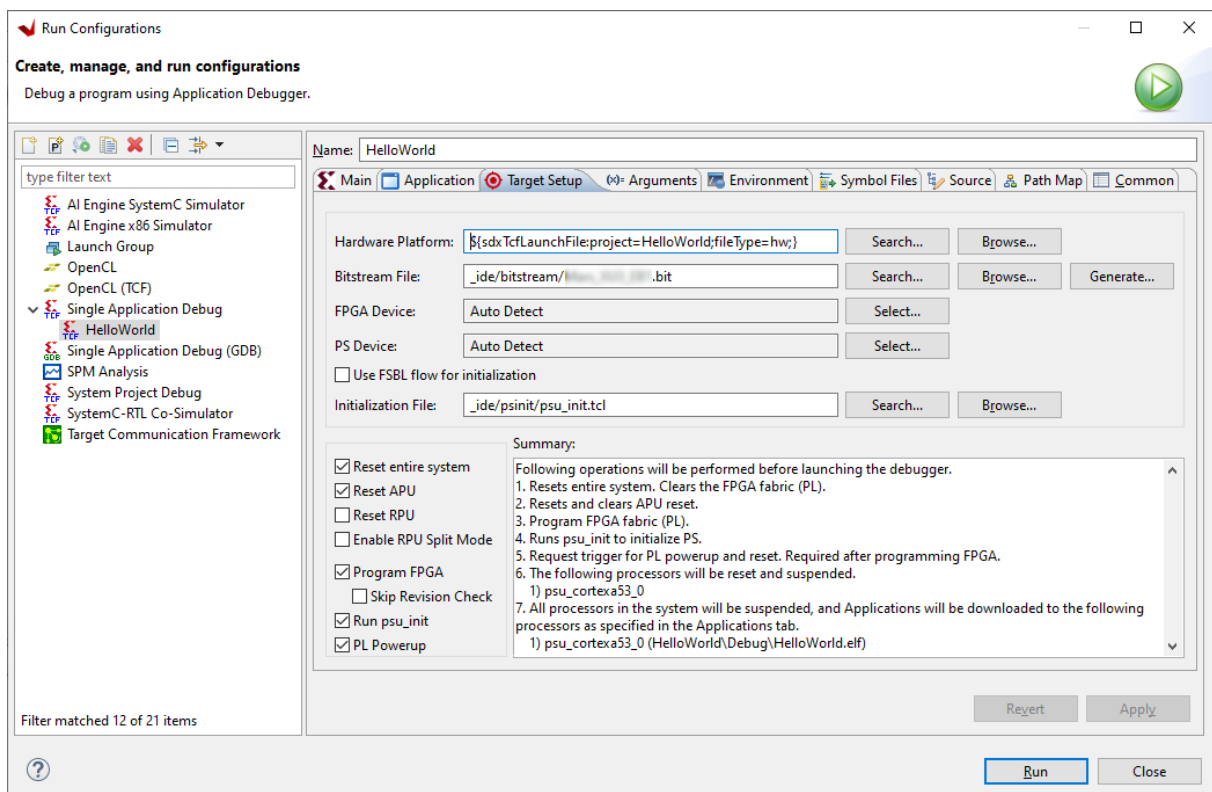 Run Configurations
Create, manage, and run configurations
Debug a program using Application Debugger.
type filter text
AI Engine SystemC Simulator
AI Engine x86 Simulator
Launch Group
OpenCL
OpenCL (TCF)
Single Application Debug
HelloWorld
Single Application Debug (GDB)
SPM Analysis
System Project Debug
SystemC-RTL Co-Simulator
Target Communication Framework
Filter matched 12 of 21 items
Name: HelloWorld
Main Application Target Setup (x)= Arguments Environment Symbol Files Source Path Map Common
Hardware Platform: ${sdxTcfLaunchFile:project=HelloWorld;fileType=hw;} Search... Browse...
Bitstream File: _ide/bitstream/ .bit Search... Browse... Generate...
FPGA Device: Auto Detect Select...
PS Device: Auto Detect Select...
Use FSBL flow for initialization
Initialization File: _ide/psinit/psu_init.tcl Search... Browse...
Reset entire system
Reset APU
Reset RPU
Enable RPU Split Mode
Program FPGA
Skip Revision Check
Run psu_init
PL Powerup
Summary:
Following operations will be performed before launching the debugger.
1. Resets entire system. Clears the FPGA fabric (PL).
2. Resets and clears APU reset.
3. Program FPGA fabric (PL).
4. Runs psu_init to initialize PS.
5. Request trigger for PL powerup and reset. Required after programming FPGA.
6. The following processors will be reset and suspended.
1) psu_cortexa53_0
7. All processors in the system will be suspended, and Applications will be downloaded to the following
processors as specified in the Applications tab.
1) psu_cortexa53_0 (HelloWorld\Debug\HelloWorld.elf)
Revert Apply
Run Close